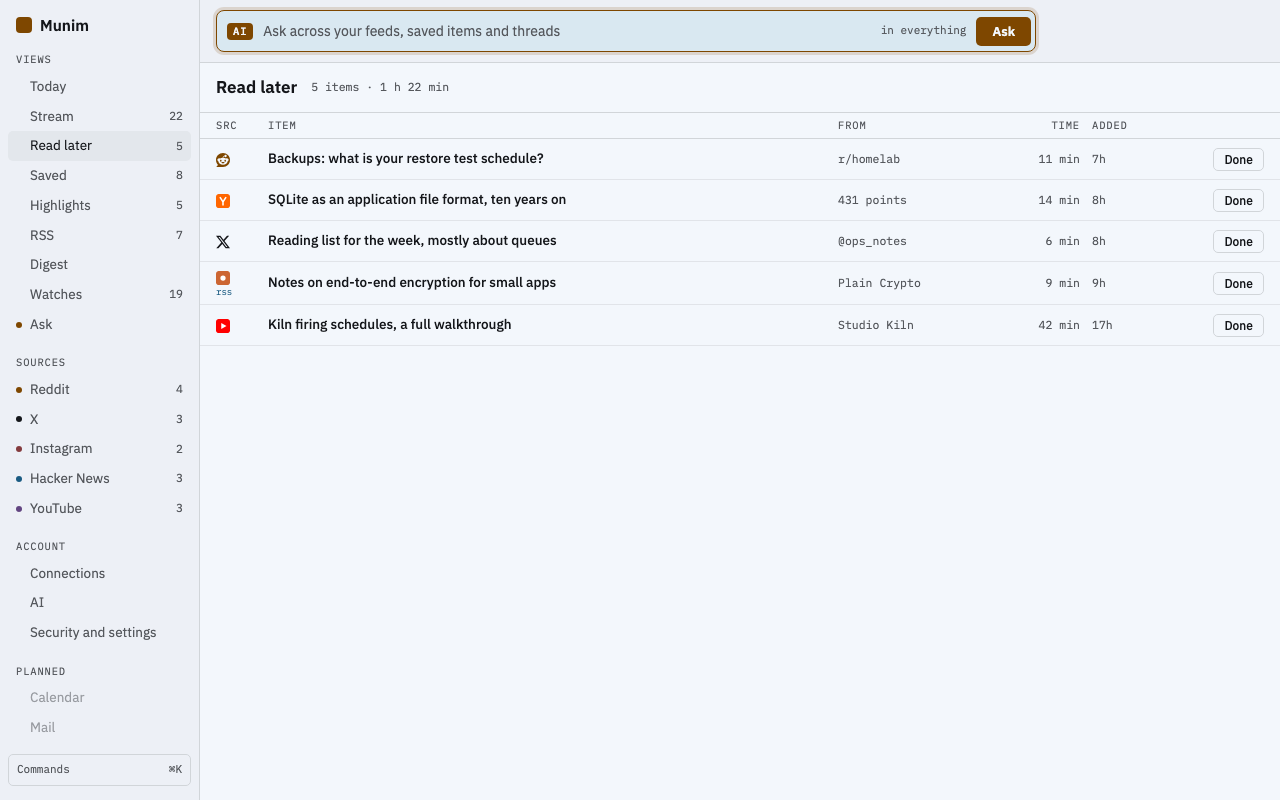 Munim
VIEWS
Today
Stream 22
Read later 5
Saved 8
Highlights 5
RSS 7
Digest
Watches 19
Ask
SOURCES
Reddit 4
X 3
Instagram 2
Hacker News 3
YouTube 3
ACCOUNT
Connections
AI
Security and settings
PLANNED
Calendar
Mail
Commands ⌘K
AI Ask across your feeds, saved items and threads in everything Ask
Read later 5 items · 1 h 22 min
SRC ITEM FROM TIME ADDED
Backups: what is your restore test schedule? r/homelab 11 min 7h Done
SQLite as an application file format, ten years on 431 points 14 min 8h Done
Reading list for the week, mostly about queues @ops_notes 6 min 8h Done
rss Notes on end-to-end encryption for small apps Plain Crypto 9 min 9h Done
Kiln firing schedules, a full walkthrough Studio Kiln 42 min 17h Done